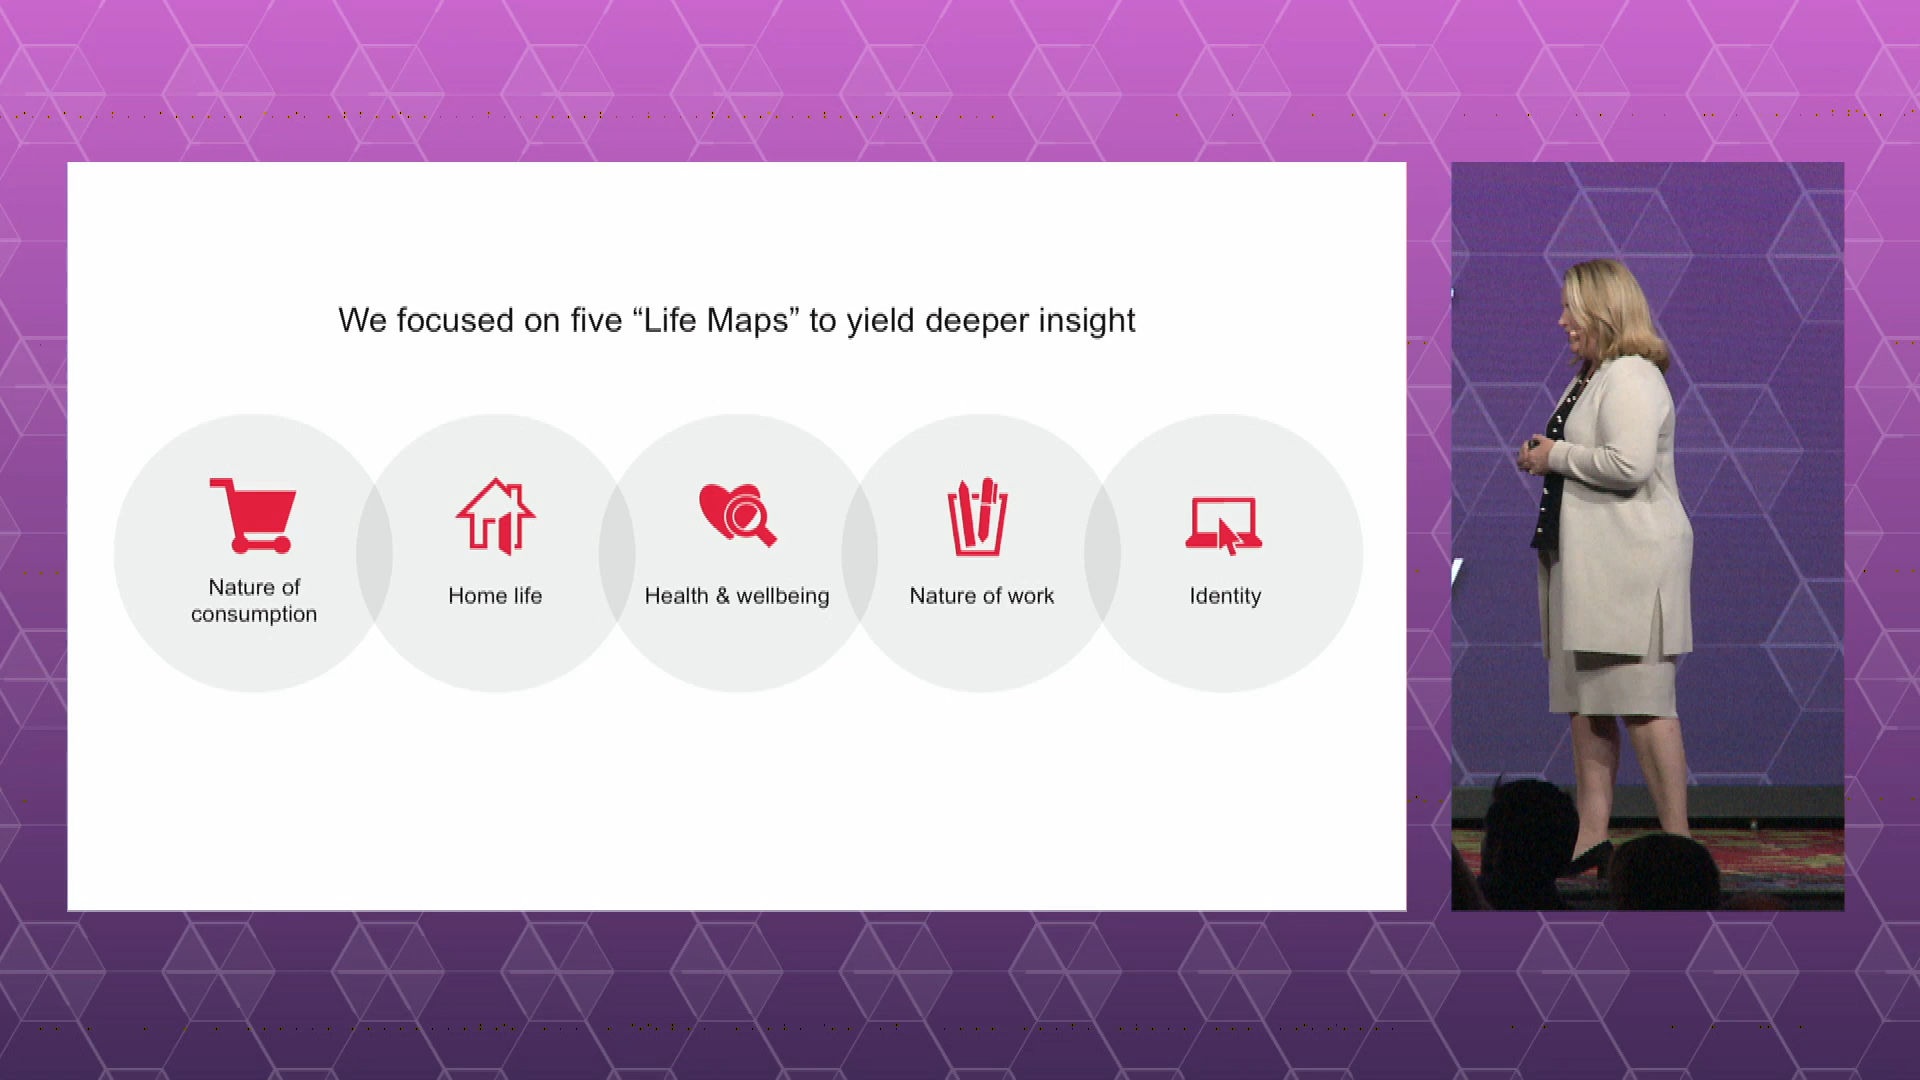 We focused on five “Life Maps” to yield deeper insight
Nature of
consumption
Home life
Health & wellbeing
Nature of work
Identity